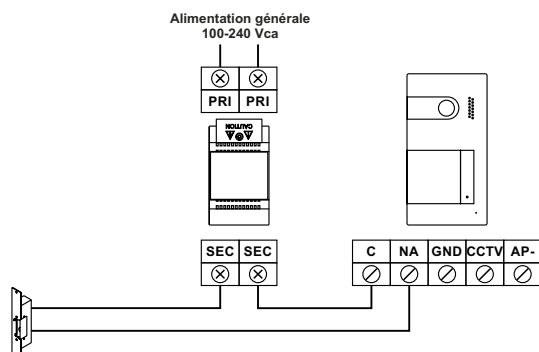 Alimentation générale
100-240 Vca
PRI PRI
CAUTION
SEC SEC
C NA GND CCTV AP-